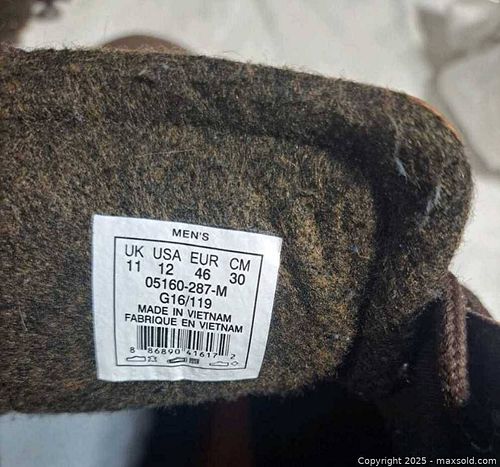 MEN'S
UK USA EUR CM
11 12 46 30
05160-287-M
G16/119
MADE IN VIETNAM
FABRIQUE EN VIETNAM
8 86890 41617 2
Copyright 2025 - maxsold.com